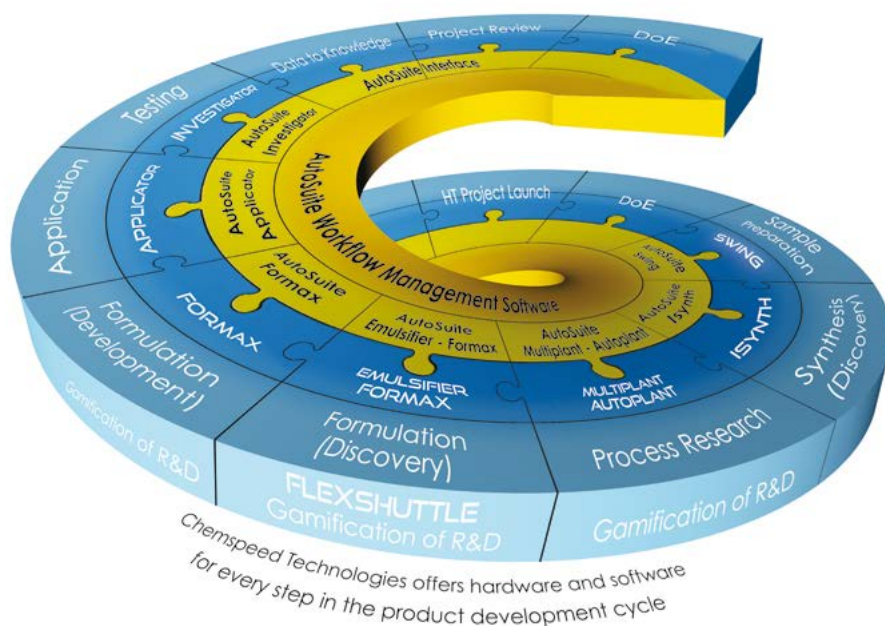 Data to Knowledge
Project Review
DoE
AutoSuite Interface
Testing
INVESTIGATOR
AutoSuite
Investigator
Application
APPLICATOR
AutoSuite
Applicator
AutoSuite Workflow Management Software
HT Project Launch
DoE
Sample
Preparation
SWING
AutoSuite
Swing
Synthesis
(Discovery)
ISYNTH
AutoSuite
Isynth
Formulation
(Development)
FORMAX
AutoSuite
Formax
AutoSuite
Emulsifier - Formax
AutoSuite
Multiplant - Autoplant
EMULSIFIER
FORMAX
MULTIPLANT
AUTOPLANT
Formulation
(Discovery)
Process Research
Gamification of R&D
FLEXSHUTTLE
Gamification of R&D
Gamification of R&D
Chemspeed Technologies offers hardware and software
for every step in the product development cycle